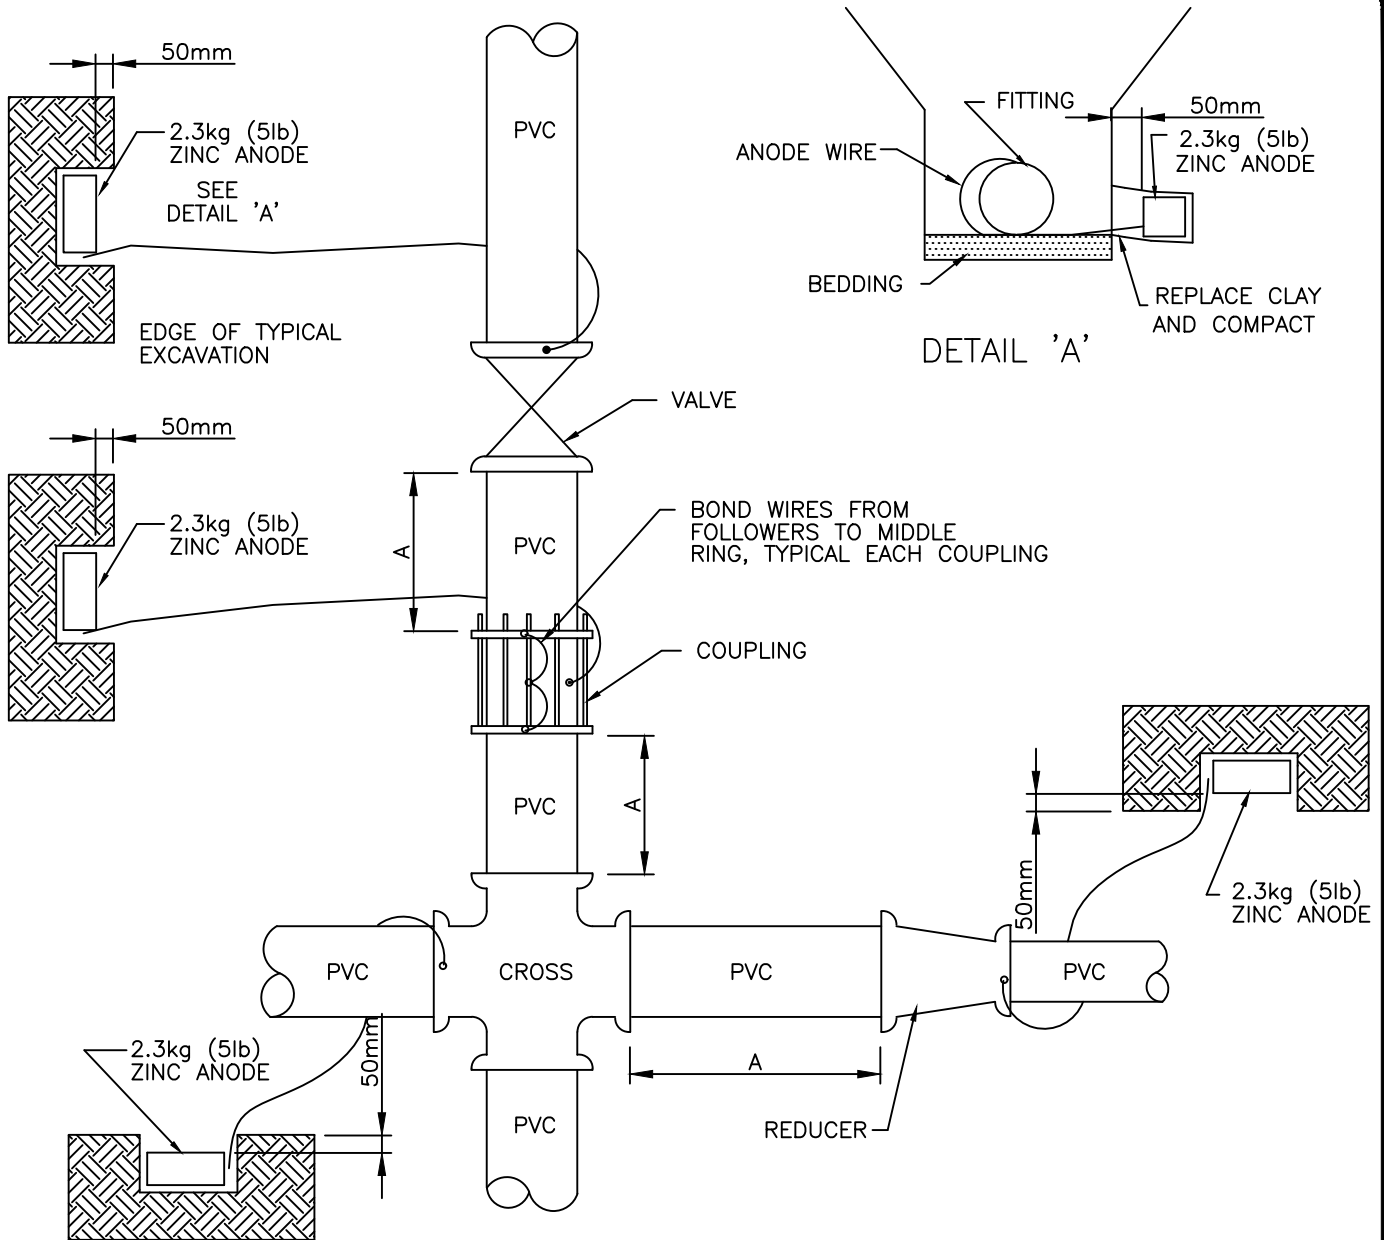 50mm
2.3kg (5lb)
ZINC ANODE
SEE
DETAIL 'A'
EDGE OF TYPICAL
EXCAVATION
PVC
FITTING
50mm
ANODE WIRE
2.3kg (5lb)
ZINC ANODE
BEDDING
REPLACE CLAY
AND COMPACT
DETAIL 'A'
VALVE
50mm
2.3kg (5lb)
ZINC ANODE
A
PVC
BOND WIRES FROM
FOLLOWERS TO MIDDLE
RING, TYPICAL EACH COUPLING
COUPLING
PVC
A
50mm
2.3kg (5lb)
ZINC ANODE
PVC
CROSS
PVC
PVC
2.3kg (5lb)
ZINC ANODE
50mm
A
PVC
REDUCER